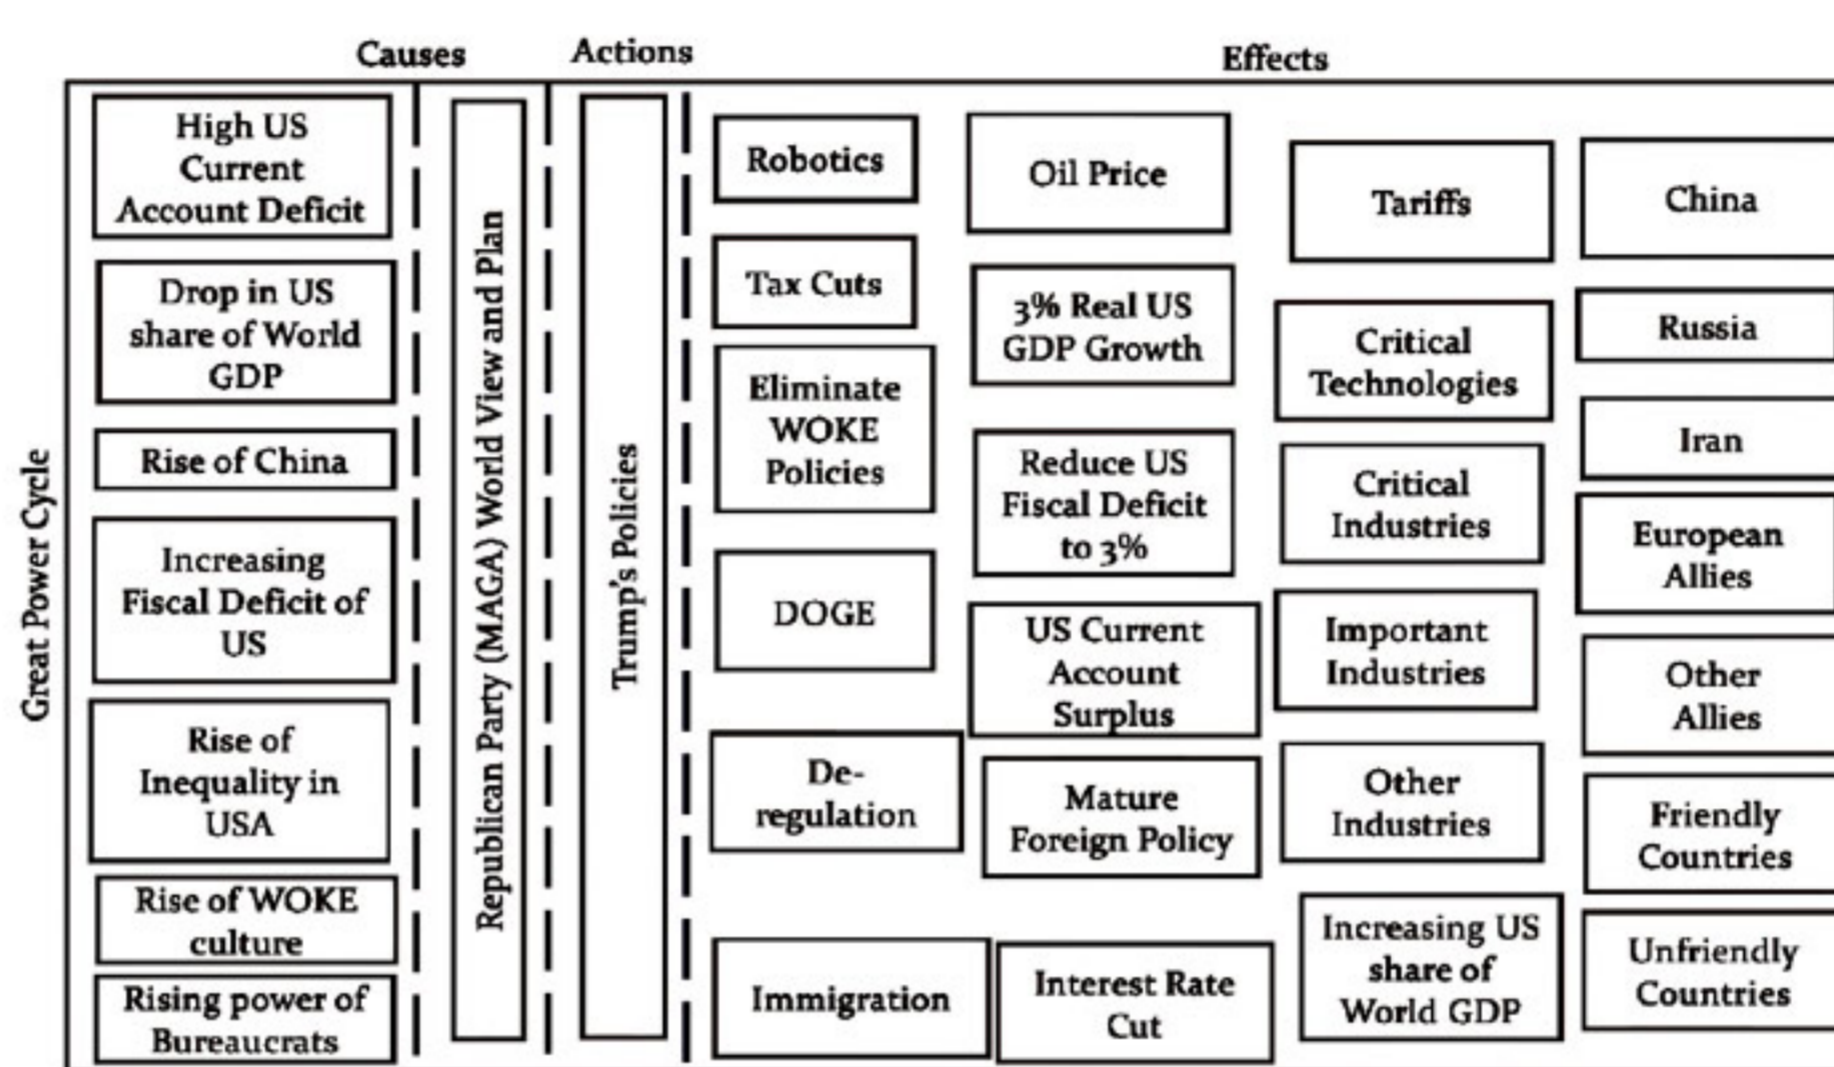 Causes
Actions
Effects
Great Power Cycle
High US
Current
Account Deficit
Drop in US
share of World
GDP
Rise of China
Increasing
Fiscal Deficit of
US
Rise of
Inequality in
USA
Rise of WOKE
culture
Rising power of
Bureaucrats
Republican Party (MAGA) World View and Plan
Trump's Policies
Robotics
Tax Cuts
Eliminate
WOKE
Policies
DOGE
De-
regulation
Immigration
Oil Price
3% Real US
GDP Growth
Reduce US
Fiscal Deficit
to 3%
US Current
Account
Surplus
Mature
Foreign Policy
Interest Rate
Cut
Tariffs
Critical
Technologies
Critical
Industries
Important
Industries
Other
Industries
Increasing US
share of
World GDP
China
Russia
Iran
European
Allies
Other
Allies
Friendly
Countries
Unfriendly
Countries